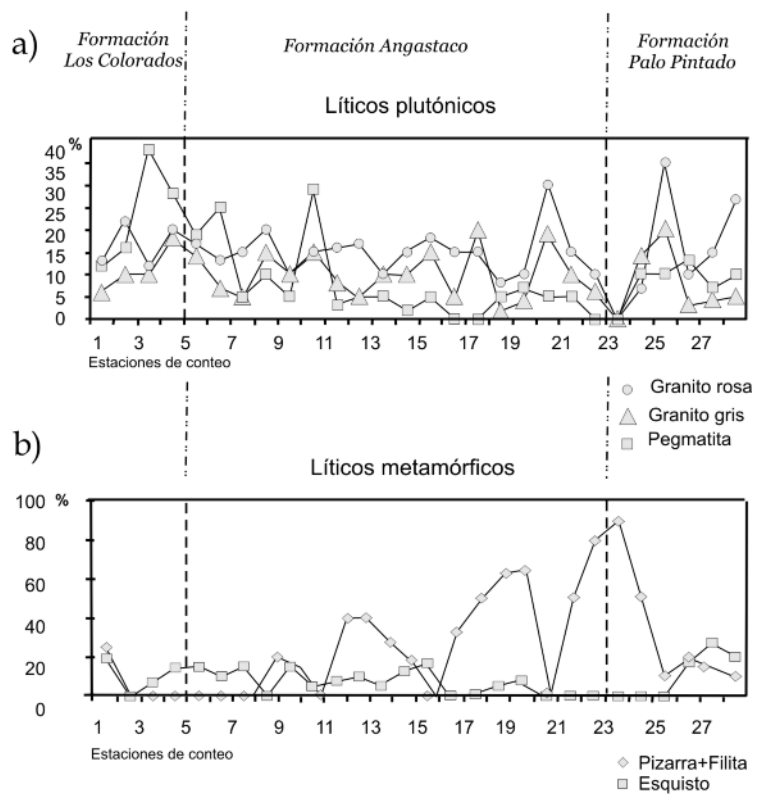 a)
Formación
Los Colorados
Formación Angastaco
Formación
Palo Pintado
Líticos plutónicos
%
40
35
30
25
20
15
10
5
0
1 3 5 7 9 11 13 15 17 19 21 23 25 27
Estaciones de conteo
Granito rosa
Granito gris
Pegmatita
b)
Líticos metamórficos
100 %
80
60
40
20
0
1 3 5 7 9 11 13 15 17 19 21 23 25 27
Estaciones de conteo
Pizarra+Filita
Esquisto